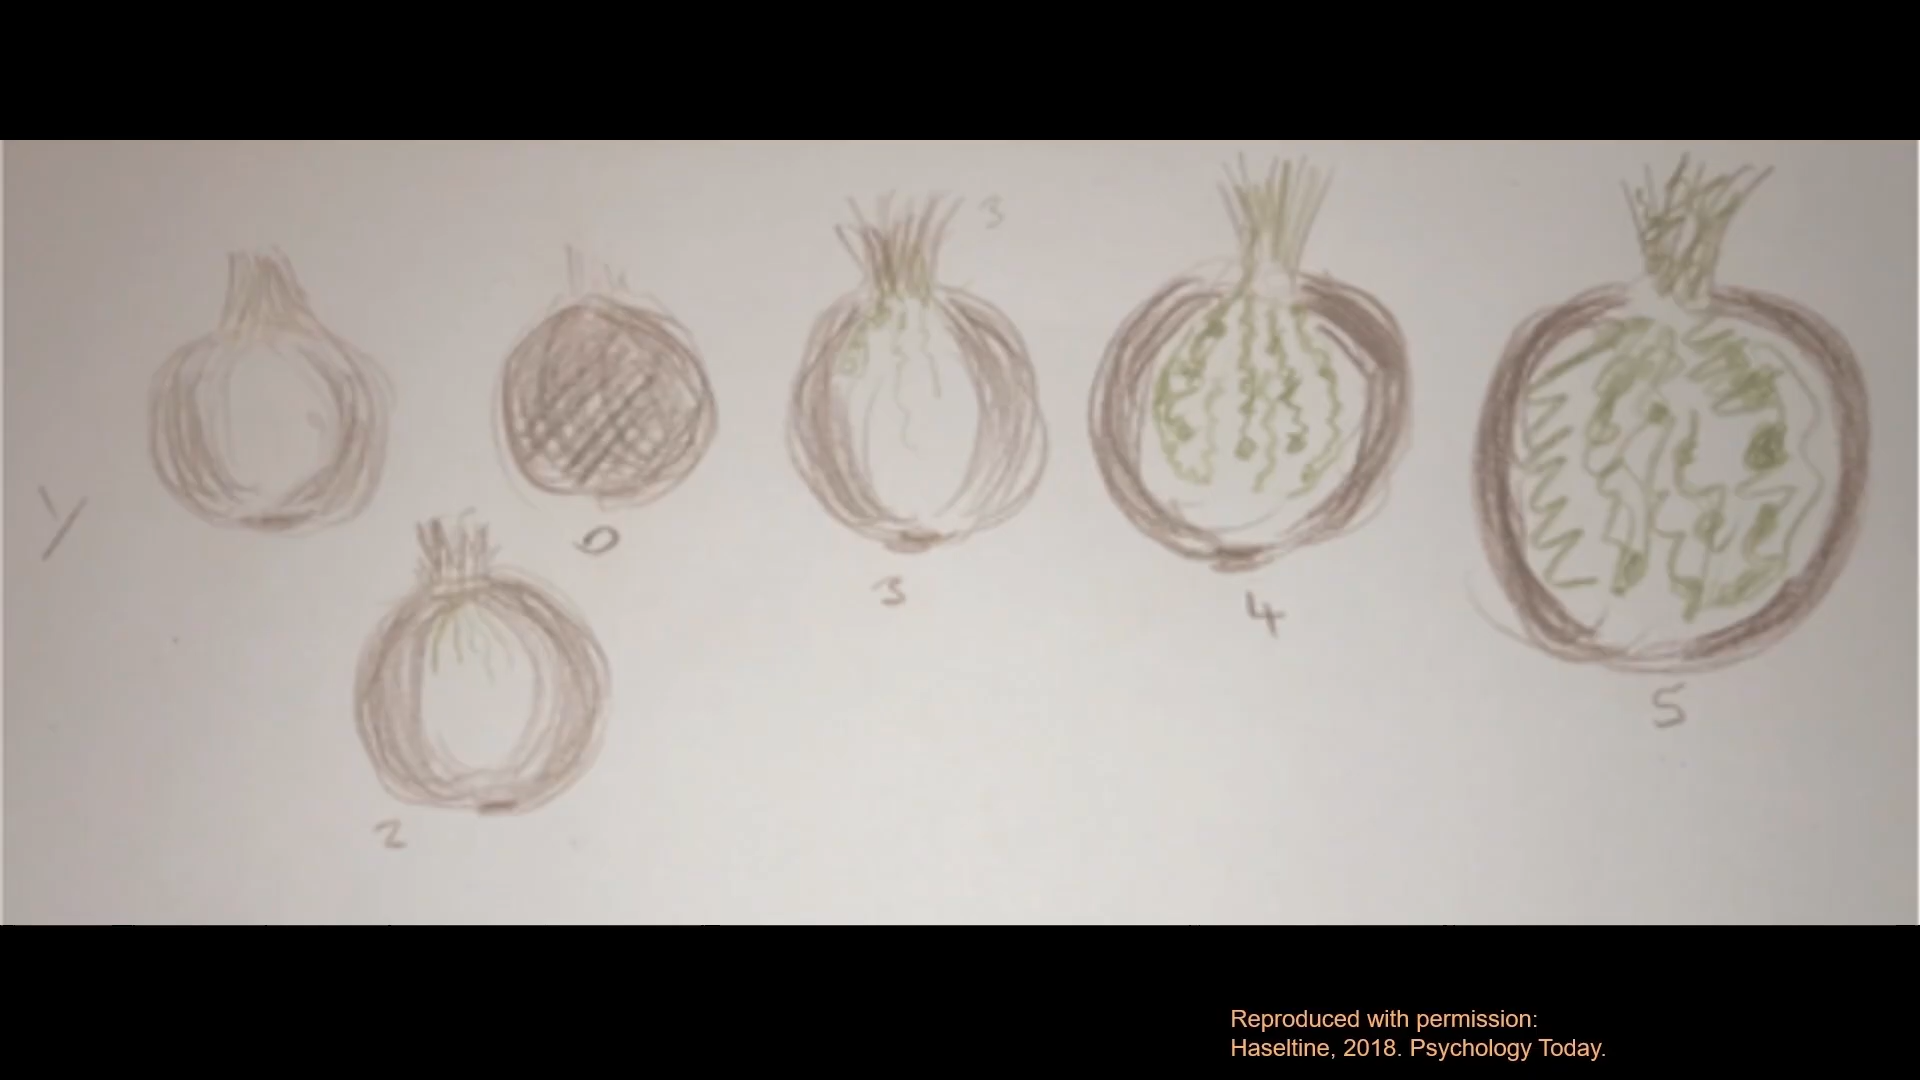 3
Y
0
3
4
5
2
Reproduced with permission:
Haseltine, 2018. Psychology Today.